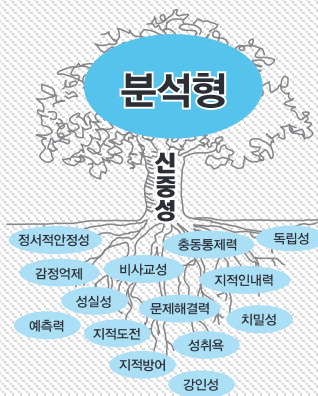 분석형
신중성
정서적안정성
충동통제력
독립성
감정억제
비사교성
지적인내력
성실성
문제해결력
예측력
지적도전
치밀성
성취욕
지적방어
강인성